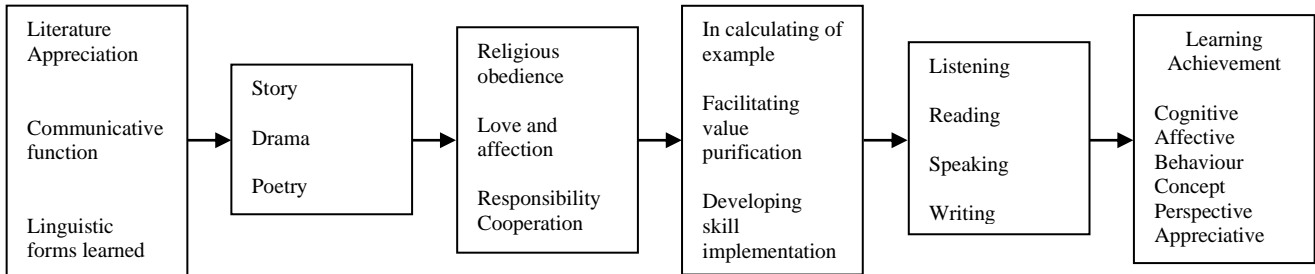 Literature
Appreciation
Communicative
function
Linguistic
forms learned
Story
Drama
Poetry
Religious
obedience
Love and
affection
Responsibility
Cooperation
In calculating of
example
Facilitating
value
purification
Developing
skill
implementation
Listening
Reading
Speaking
Writing
Learning
Achievement
Cognitive
Affective
Behaviour
Concept
Perspective
Appreciative